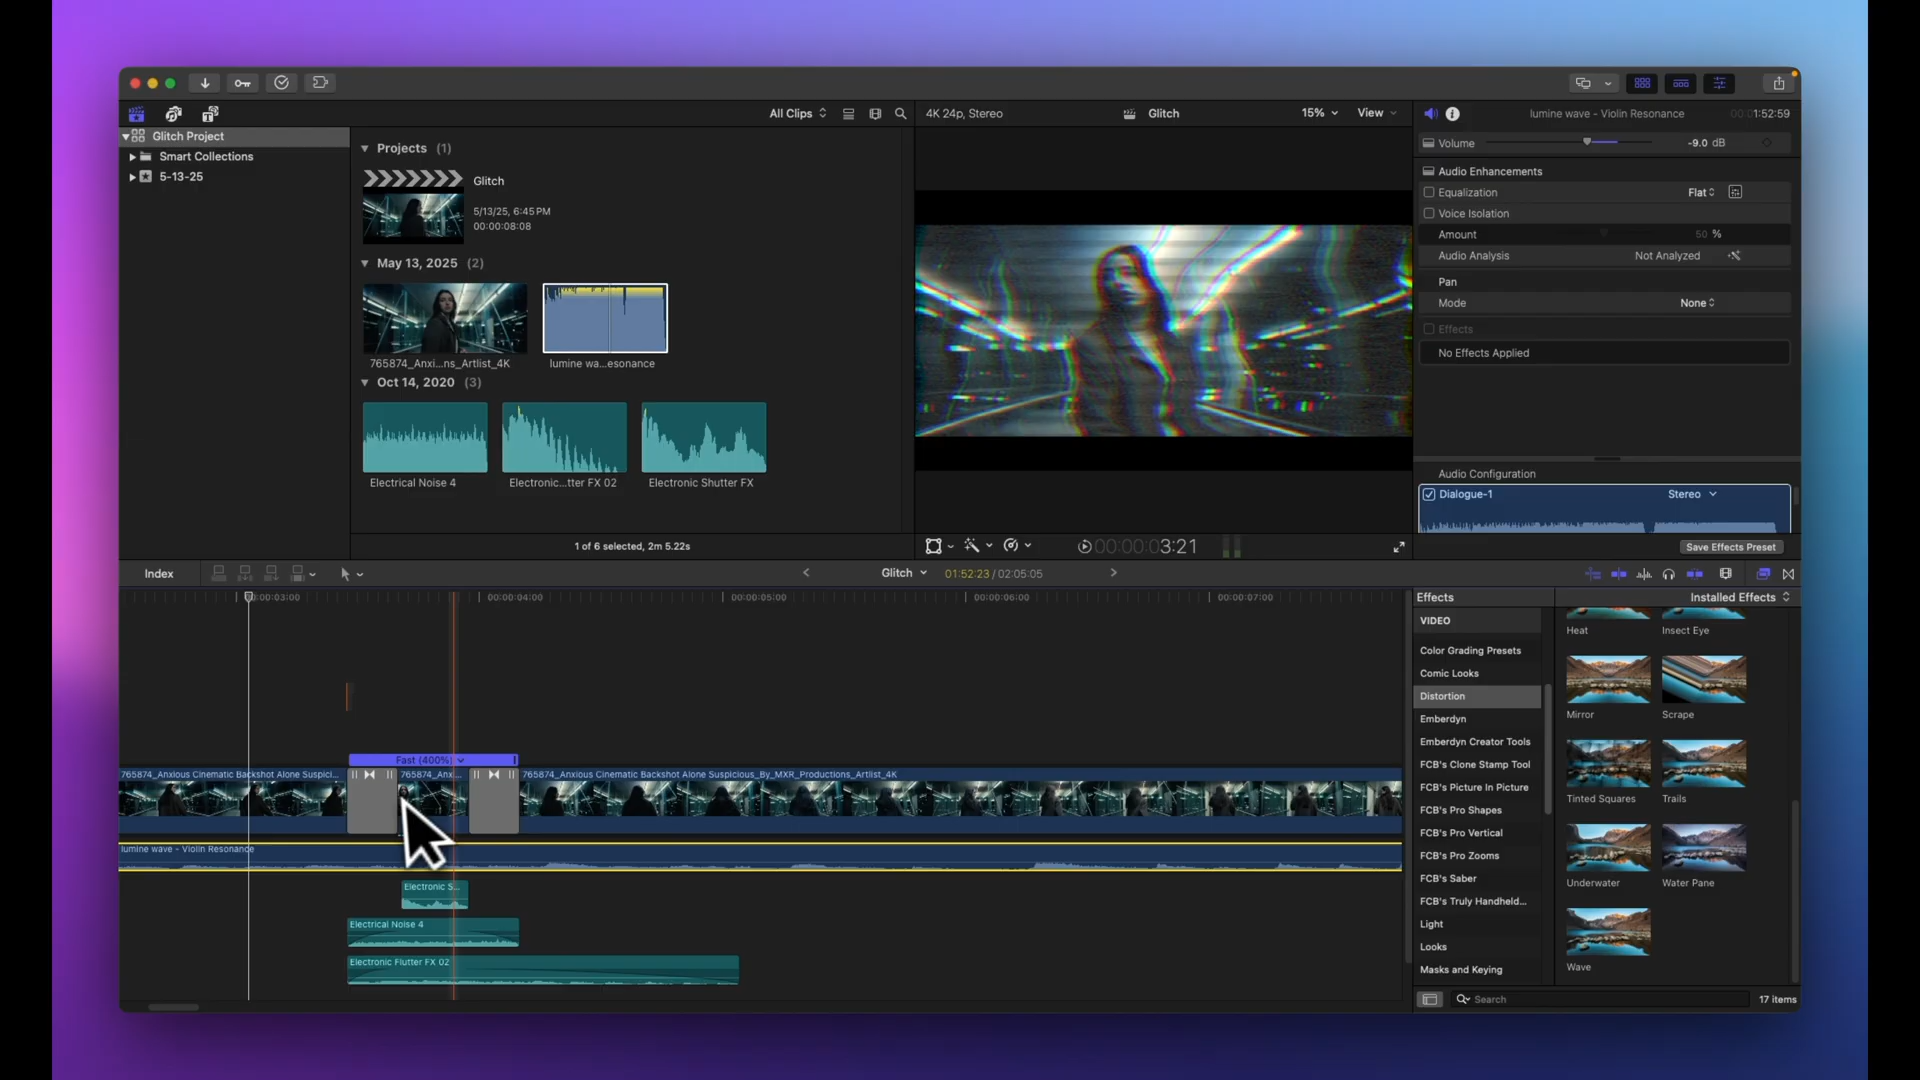 All Clips
4K 24p, Stereo
Glitch
15%
View
lumine wave - Violin Resonance
00:00:01:52:59
Glitch Project
Smart Collections
5-13-25
Projects (1)
Glitch
5/13/25, 6:45 PM
00:00:08:08
May 13, 2025 (2)
765874_Anxi...ns_Artlist_4K
lumine wa...esonance
Oct 14, 2020 (3)
Electrical Noise 4
Electronic...tter FX 02
Electronic Shutter FX
1 of 6 selected, 2m 5.22s
Volume
-9.0 dB
Audio Enhancements
Equalization
Flat
Voice Isolation
Amount
50 %
Audio Analysis
Not Analyzed
Pan
Mode
None
Effects
No Effects Applied
Audio Configuration
Dialogue-1
Stereo
Save Effects Preset
00:00:03:21
Index
Glitch
01:52:23 / 02:05:05
00:00:03:00
00:00:04:00
00:00:05:00
00:00:06:00
00:00:07:00
Fast (400%)
765874_Anxious Cinematic Backshot Alone Suspici...
765874_Anx...
765874_Anxious Cinematic Backshot Alone Suspicious_By_MXR_Productions_Artlist_4K
lumine wave - Violin Resonance
Electronic S...
Electrical Noise 4
Electronic Flutter FX 02
Effects
Installed Effects
VIDEO
Color Grading Presets
Comic Looks
Distortion
Emberdyn
Emberdyn Creator Tools
FCB's Clone Stamp Tool
FCB's Picture In Picture
FCB's Pro Shapes
FCB's Pro Vertical
FCB's Pro Zooms
FCB's Saber
FCB's Truly Handheld...
Light
Looks
Masks and Keying
Heat
Insect Eye
Mirror
Scrape
Tinted Squares
Trails
Underwater
Water Pane
Wave
Search
17 items